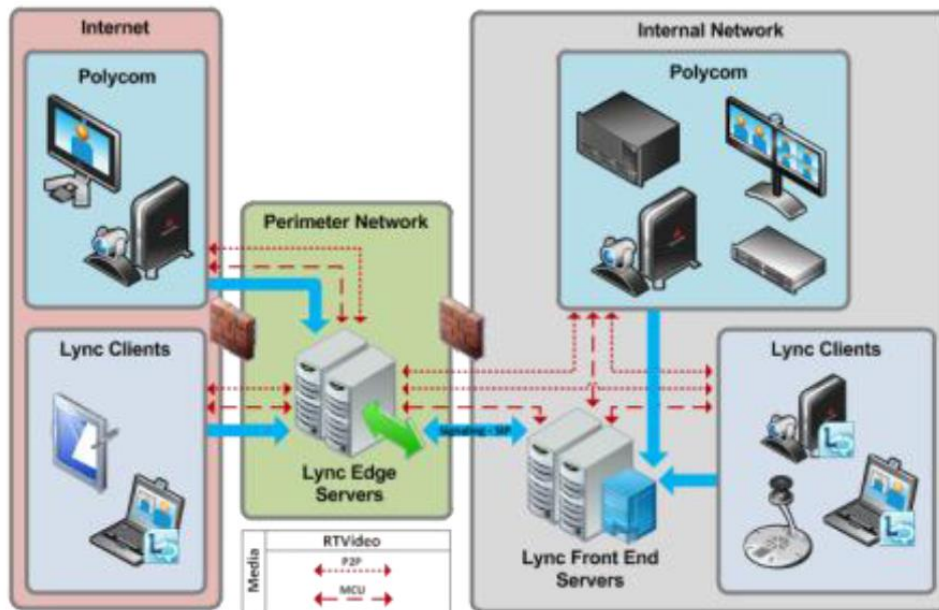 Internet
Polycom
Lync Clients
Perimeter Network
Lync Edge
Servers
Signaling - SIP
Internal Network
Polycom
Lync Clients
Lync Front End
Servers
Media
RTVideo
P2P
MCU